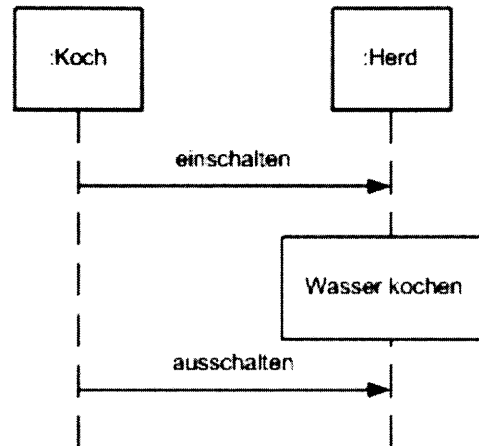 :Koch
:Herd
einschalten
Wasser kochen
ausschalten